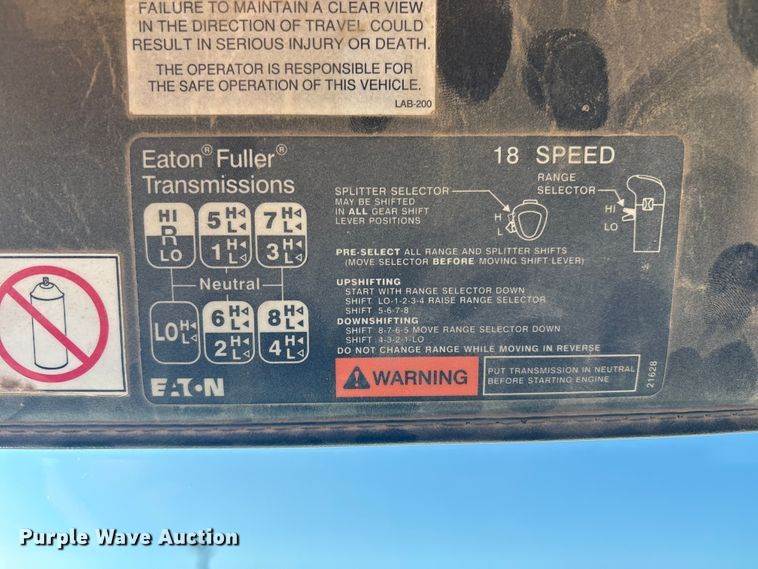 FAILURE TO MAINTAIN A CLEAR VIEW
IN THE DIRECTION OF TRAVEL COULD
RESULT IN SERIOUS INJURY OR DEATH.
THE OPERATOR IS RESPONSIBLE FOR
THE SAFE OPERATION OF THIS VEHICLE.
LAB-200
Eaton® Fuller®
Transmissions
18 SPEED
HI
R
LO
5 H L
1 H L
7 H L
3 H L
Neutral
LO H L
6 H L
2 H L
8 H L
4 H L
EATON
SPLITTER SELECTOR
MAY BE SHIFTED
IN ALL GEAR SHIFT
LEVER POSITIONS
H
L
RANGE
SELECTOR
HI
LO
PRE-SELECT ALL RANGE AND SPLITTER SHIFTS
(MOVE SELECTOR BEFORE MOVING SHIFT LEVER)
UPSHIFTING
START WITH RANGE SELECTOR DOWN
SHIFT LO-1-2-3-4 RAISE RANGE SELECTOR
SHIFT 5-6-7-8
DOWNSHIFTING
SHIFT 8-7-6-5 MOVE RANGE SELECTOR DOWN
SHIFT 4-3-2-1-LO
DO NOT CHANGE RANGE WHILE MOVING IN REVERSE
WARNING
PUT TRANSMISSION IN NEUTRAL
BEFORE STARTING ENGINE
21628
Purple Wave Auction